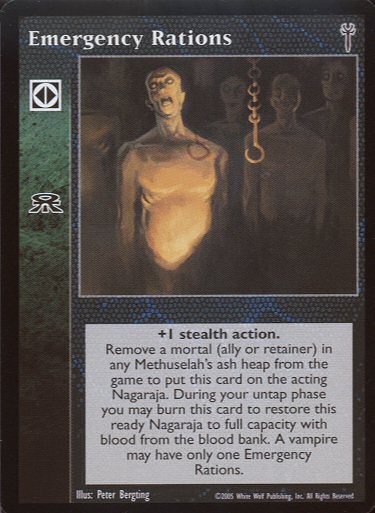 Emergency Rations
+1 stealth action.
Remove a mortal (ally or retainer) in
any Methuselah's ash heap from the
game to put this card on the acting
Nagaraja. During your untap phase
you may burn this card to restore this
ready Nagaraja to full capacity with
blood from the blood bank. A vampire
may have only one Emergency
Rations.
Illus: Peter Bergting
©2005 White Wolf Publishing, Inc. All Rights Reserved